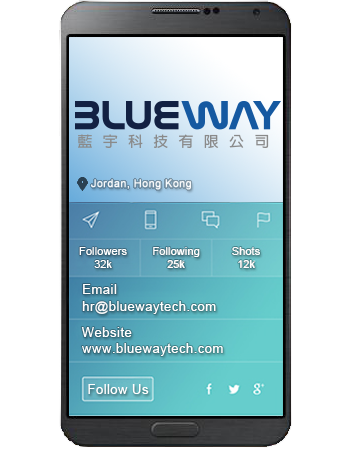 BLUEWAY
藍宇科技有限公司
Jordan, Hong Kong
Followers Following Shots
32k 25k 12k
Email
hr@bluewaytech.com
Website
www.bluewaytech.com
Follow Us f g+